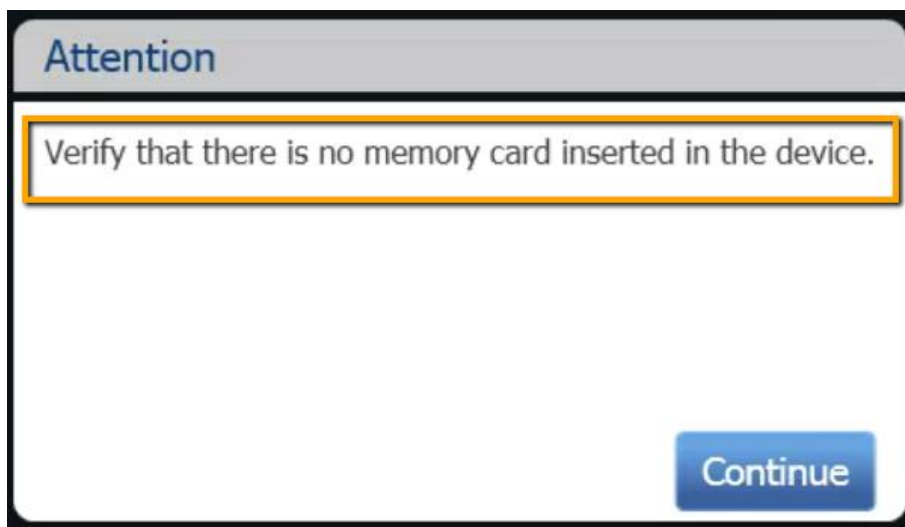 Attention
Verify that there is no memory card inserted in the device.
Continue